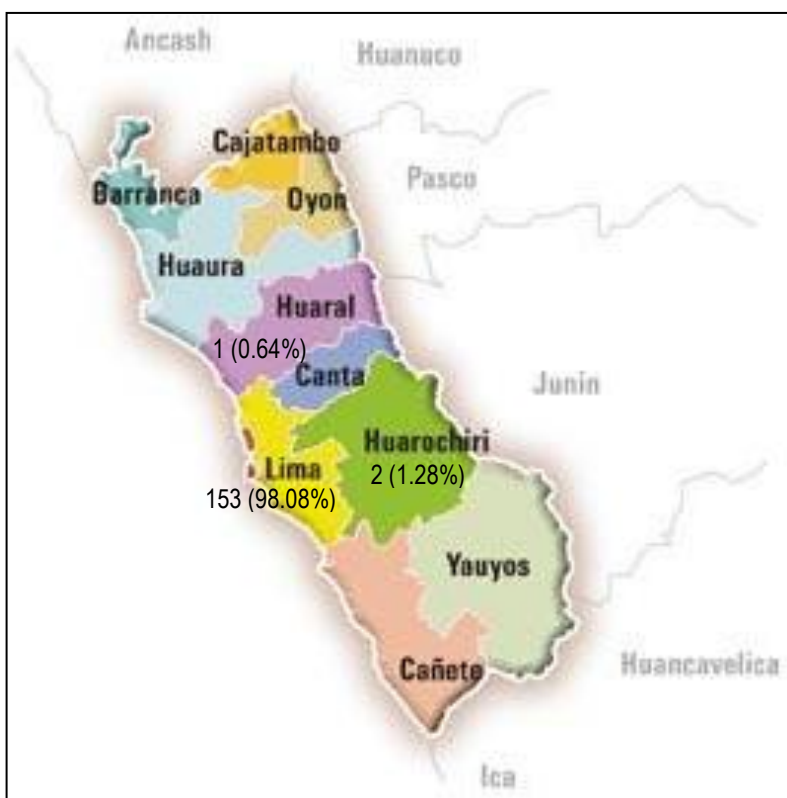 Ancash
Huanuco
Cajatambo
Pasco
Barranca
Oyon
Huaura
Huaral
1 (0.64%)
Canta
Junin
Huarochiri
Lima
2 (1.28%)
153 (98.08%)
Yauyos
Cañete
Huancavelica
Ica